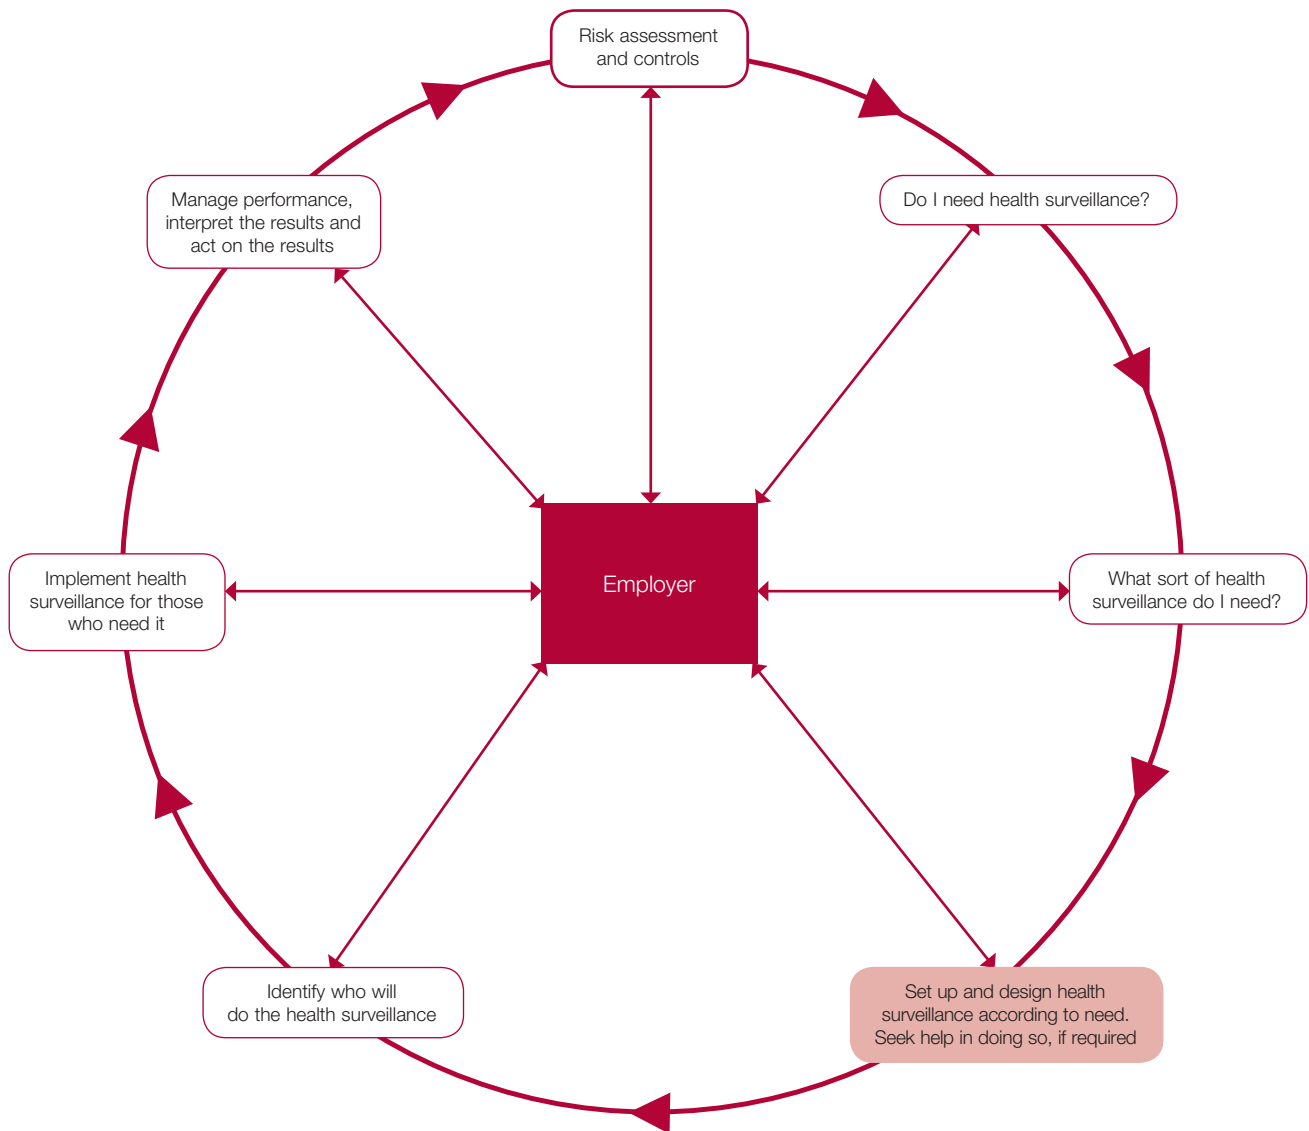 Risk assessment
and controls
Do I need health surveillance?
What sort of health
surveillance do I need?
Set up and design health
surveillance according to need.
Seek help in doing so, if required
Identify who will
do the health surveillance
Implement health
surveillance for those
who need it
Manage performance,
interpret the results and
act on the results
Employer